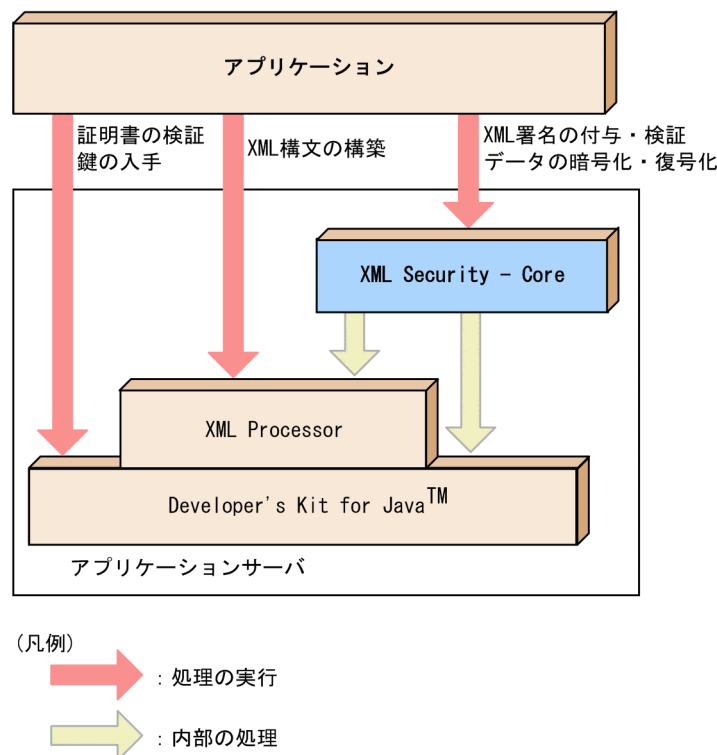 アプリケーション
証明書の検証
鍵の入手
XML構文の構築
XML署名の付与・検証
データの暗号化・復号化
XML Security − Core
XML Processor
Developer's Kit for Java™
アプリケーションサーバ
(凡例)
：処理の実行
：内部の処理